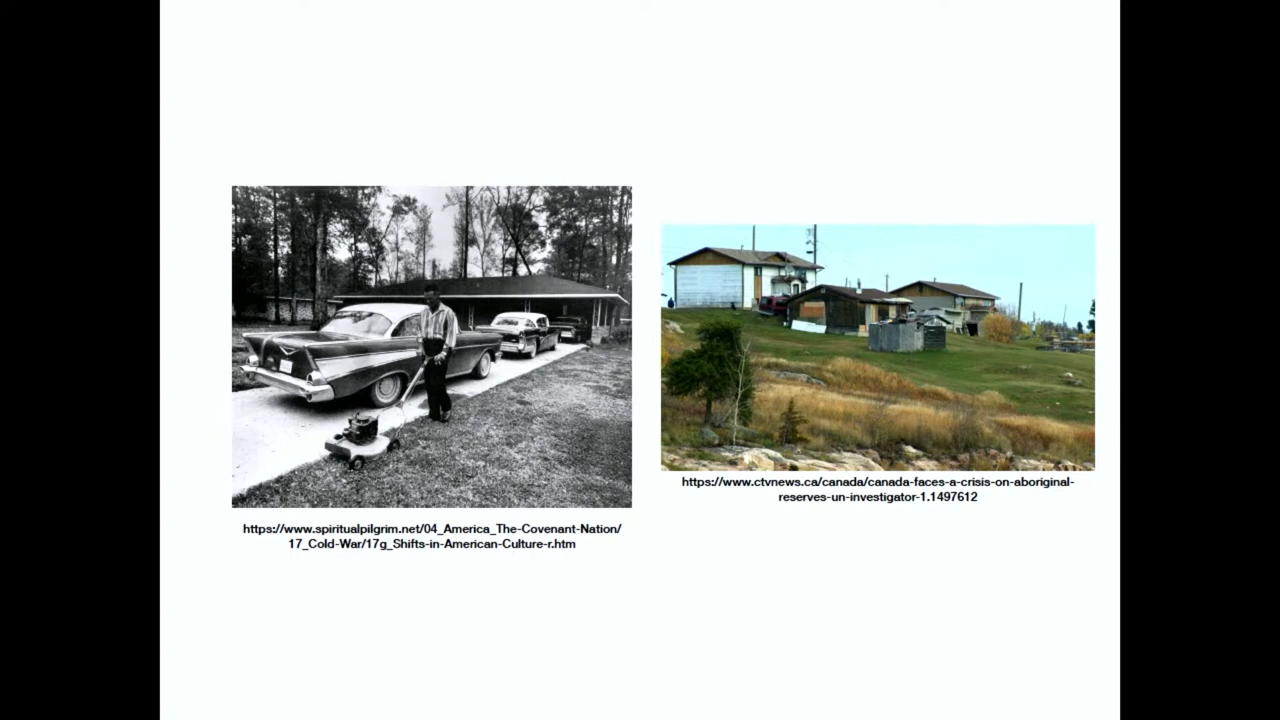 https://www.spiritualpilgrim.net/04_America_The-Covenant-Nation/
17_Cold-War/17g_Shifts-in-American-Culture-r.htm
https://www.ctvnews.ca/canada/canada-faces-a-crisis-on-aboriginal-
reserves-un-investigator-1.1497612